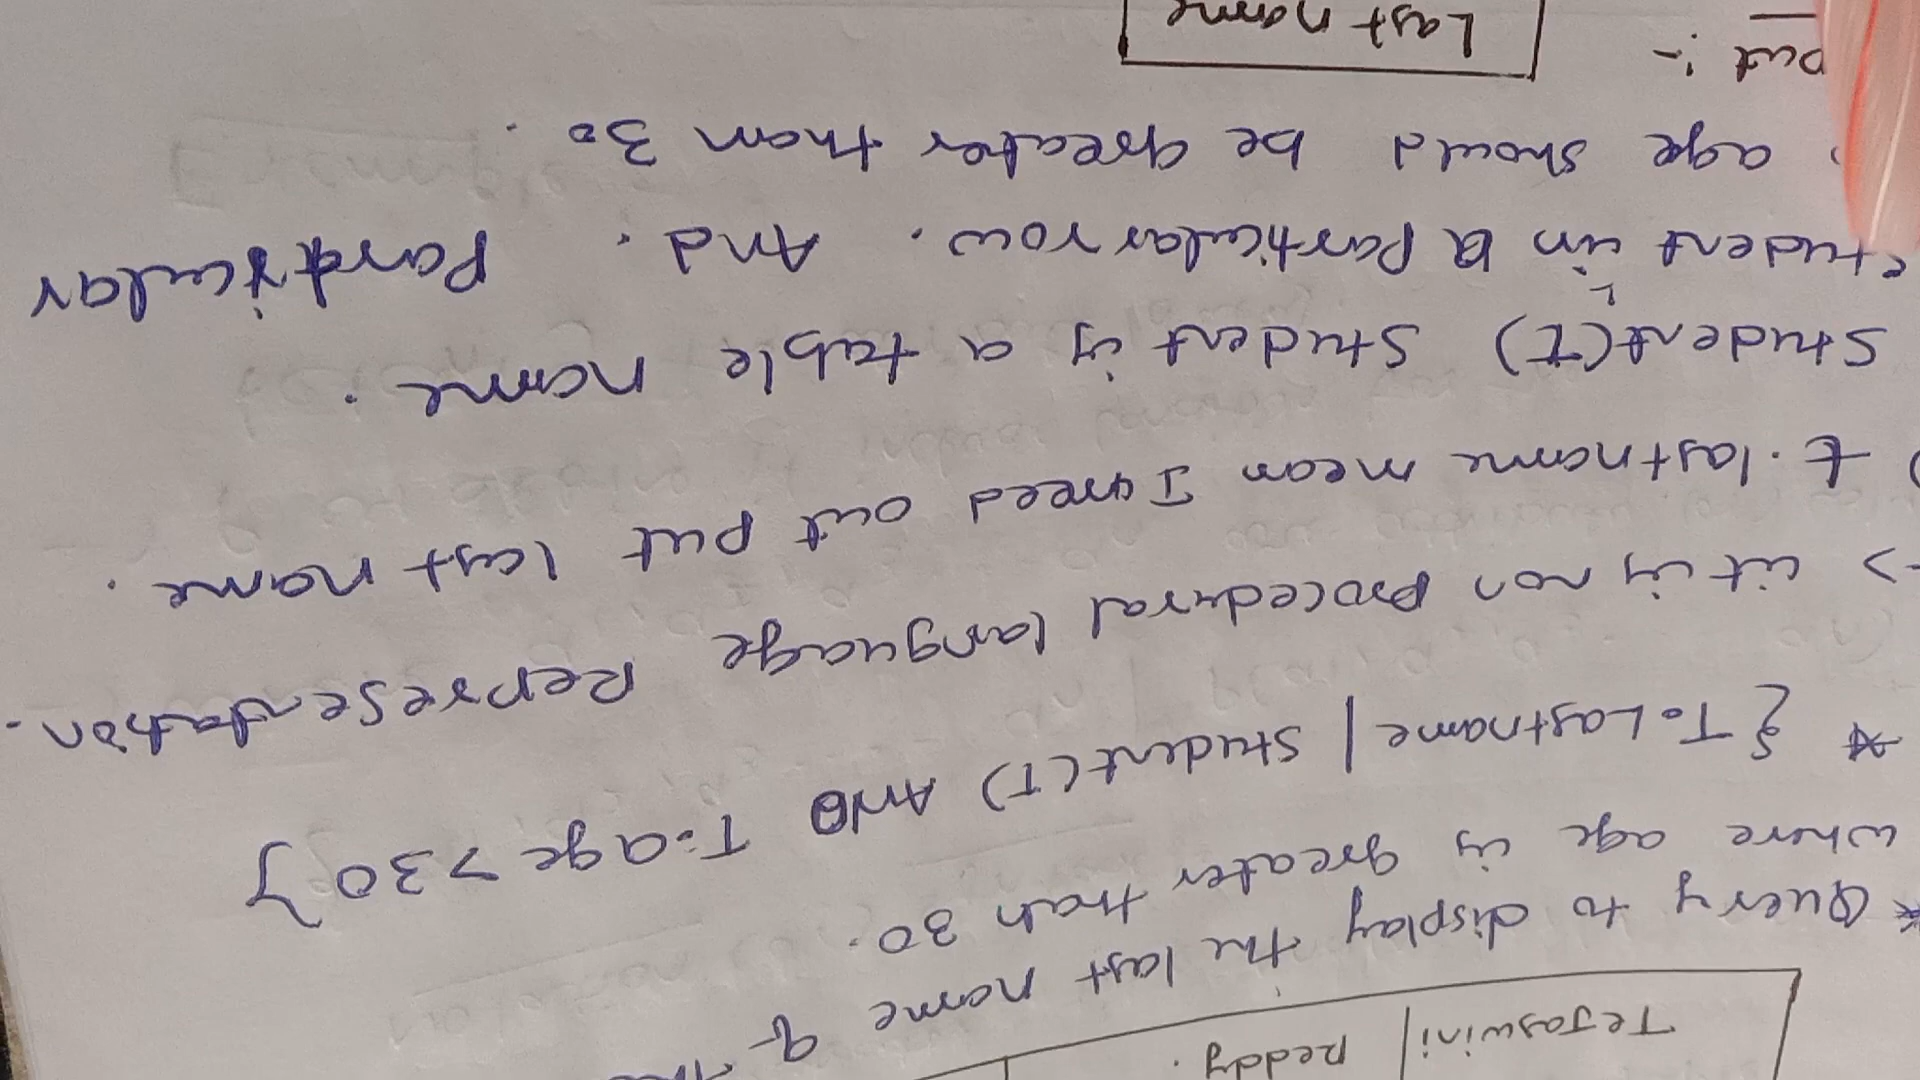 Tejaswini | Reddy.
* Query to display the last name of
where age is greater than 30.
* { T.Lastname | Student(T) AND T.age > 30 }
-> it is non procedural language Representation.
t.lastname mean I need out put last name.
Student(t) Student is a table name.
student in a Particular row. And. Particular
age should be greater than 30.
put :-
Last name